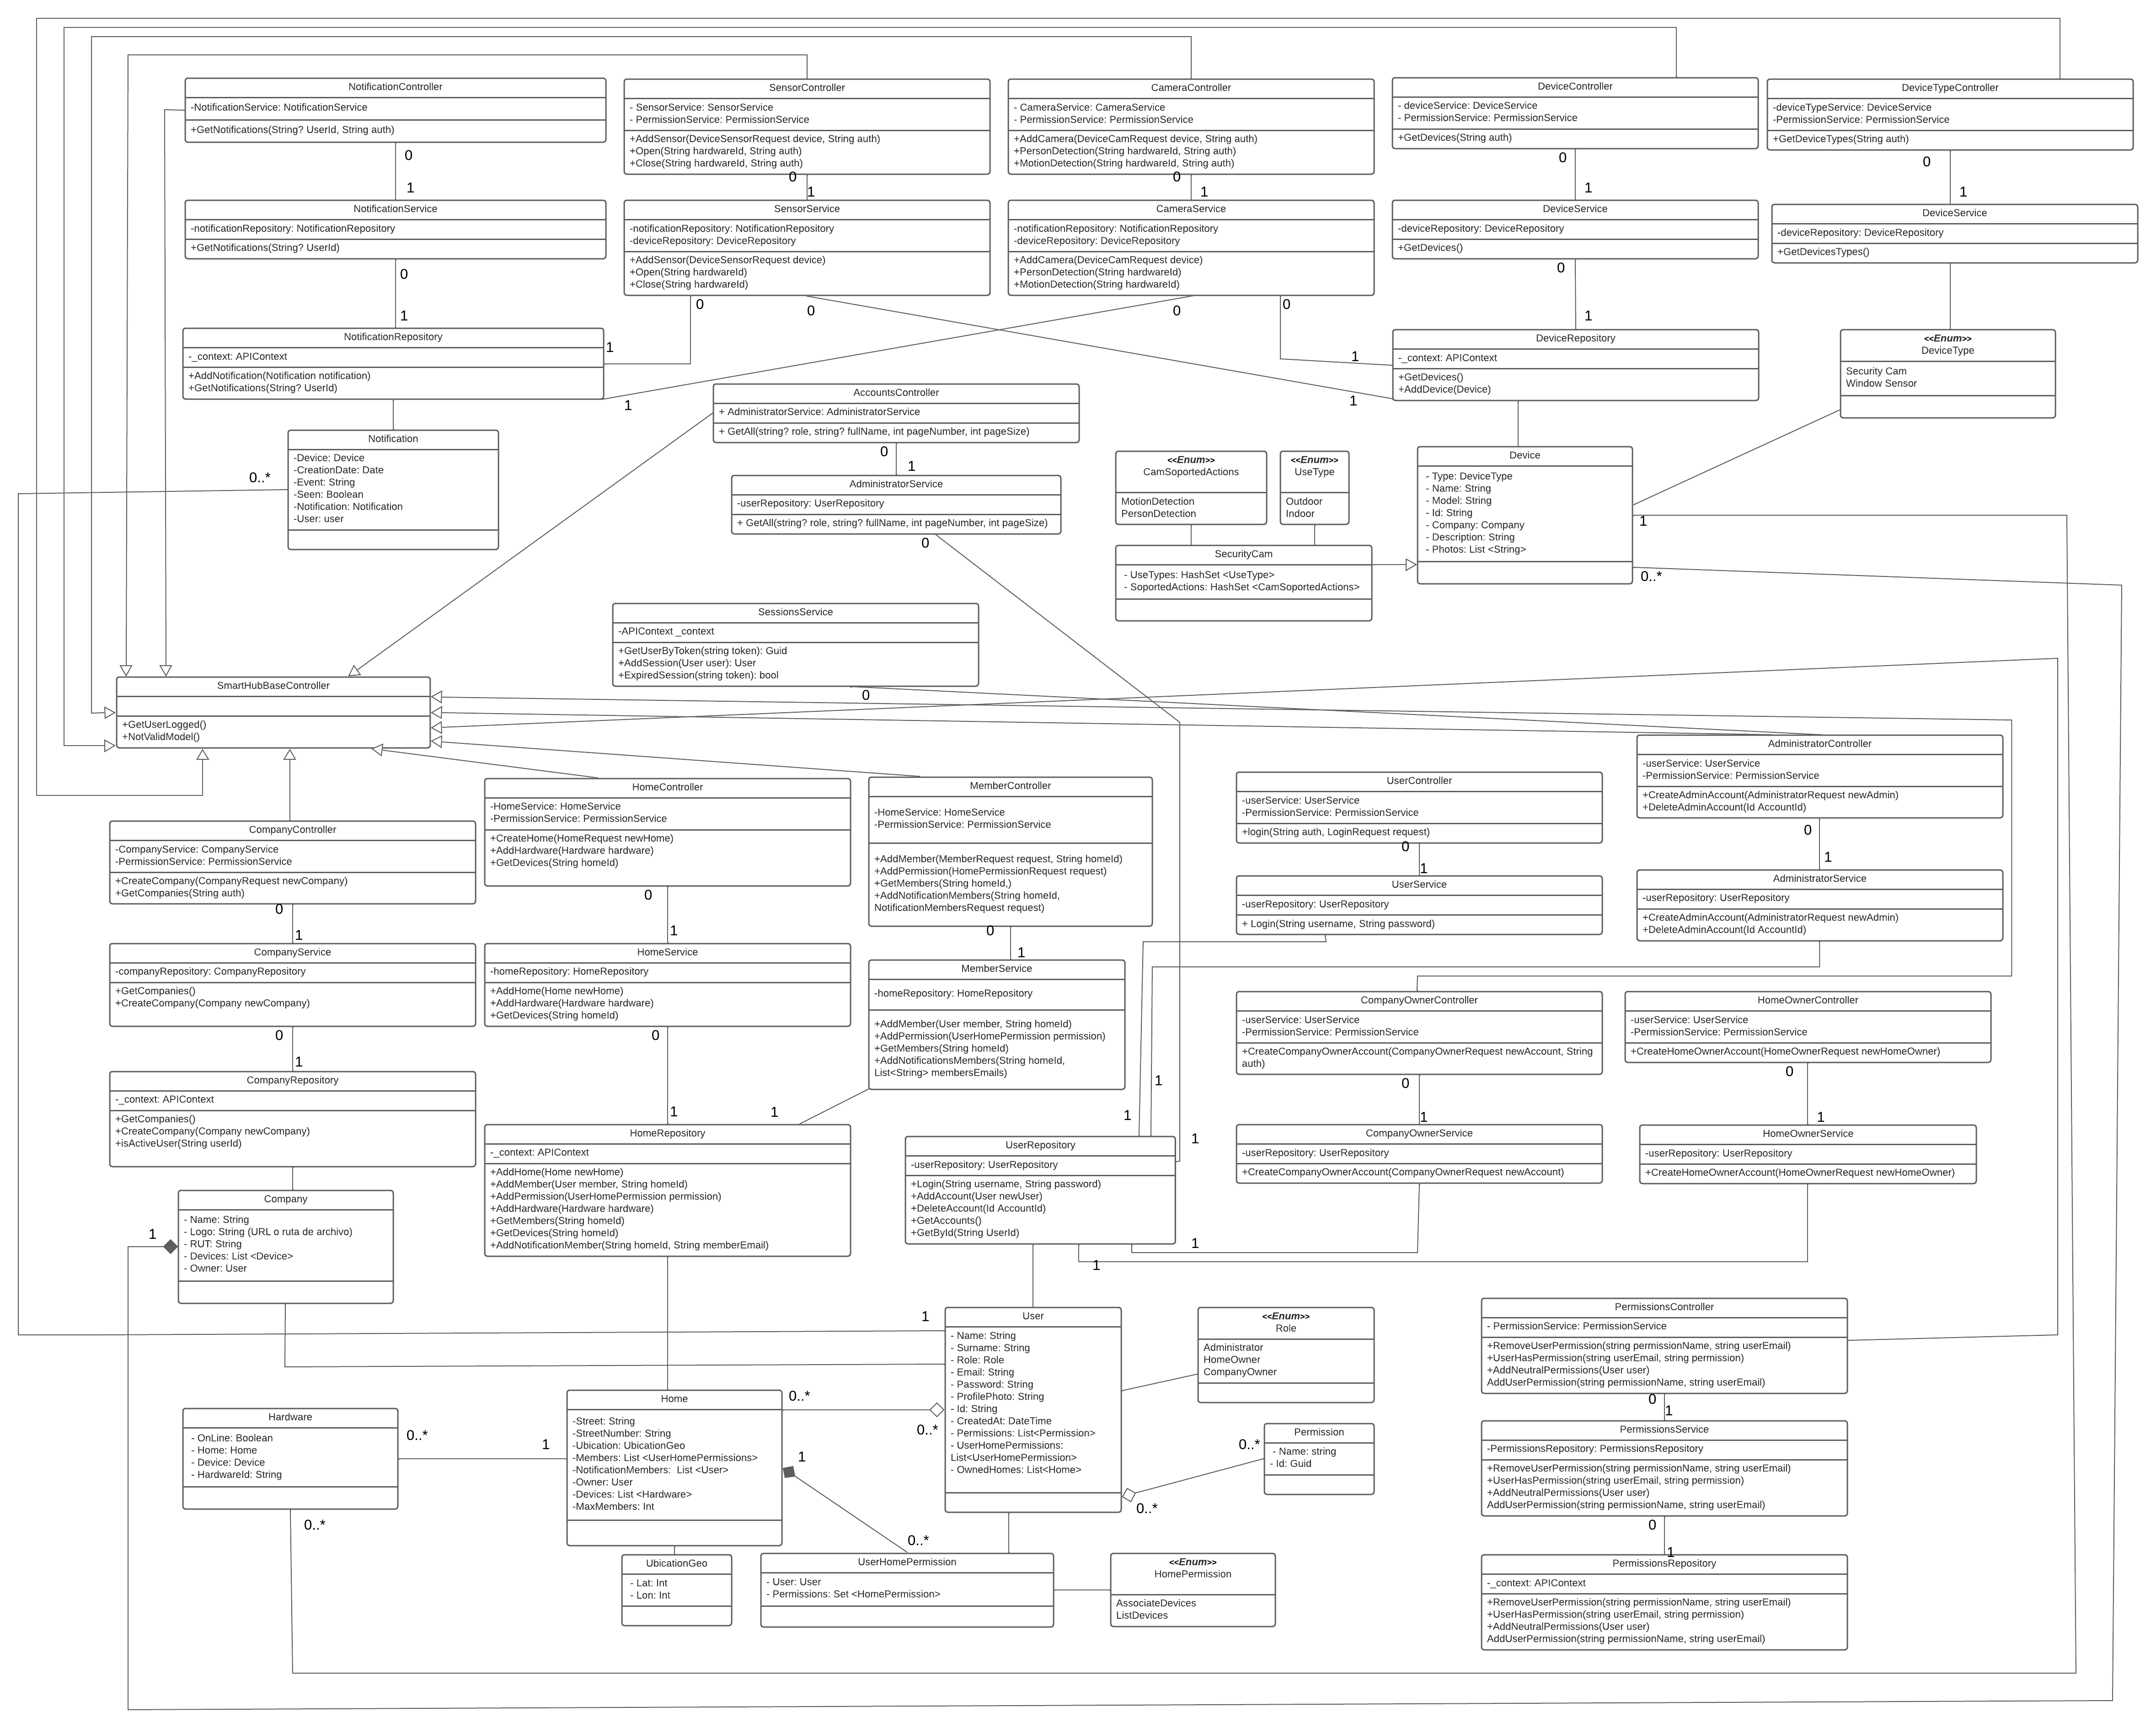 NotificationController
-NotificationService: NotificationService
+GetNotifications(String? UserId, String auth)
0
1
SensorController
- SensorService: SensorService
- PermissionService: PermissionService
+AddSensor(DeviceSensorRequest device, String auth)
+Open(String hardwareId, String auth)
+Close(String hardwareId, String auth)
0
1
CameraController
- CameraService: CameraService
- PermissionService: PermissionService
+AddCamera(DeviceCamRequest device, String auth)
+PersonDetection(String hardwareId, String auth)
+MotionDetection(String hardwareId, String auth)
0
1
DeviceController
- deviceService: DeviceService
- PermissionService: PermissionService
+GetDevices(String auth)
0
1
DeviceTypeController
-deviceTypeService: DeviceService
-PermissionService: PermissionService
+GetDeviceTypes(String auth)
0
1
NotificationService
-notificationRepository: NotificationRepository
+GetNotifications(String? UserId)
0
1
SensorService
-notificationRepository: NotificationRepository
-deviceRepository: DeviceRepository
+AddSensor(DeviceSensorRequest device)
+Open(String hardwareId)
+Close(String hardwareId)
0
0
CameraService
-notificationRepository: NotificationRepository
-deviceRepository: DeviceRepository
+AddCamera(DeviceCamRequest device)
+PersonDetection(String hardwareId)
+MotionDetection(String hardwareId)
0
0
DeviceService
-deviceRepository: DeviceRepository
+GetDevices()
0
1
DeviceService
-deviceRepository: DeviceRepository
+GetDevicesTypes()
NotificationRepository
-_context: APIContext
+AddNotification(Notification notification)
+GetNotifications(String? UserId)
1
1
DeviceRepository
-_context: APIContext
+GetDevices()
+AddDevice(Device)
1
1
<<Enum>>
DeviceType
Security Cam
Window Sensor
AccountsController
+ AdministratorService: AdministratorService
+ GetAll(string? role, string? fullName, int pageNumber, int pageSize)
0
1
Notification
-Device: Device
-CreationDate: Date
-Event: String
-Seen: Boolean
-Notification: Notification
-User: user
0..*
AdministratorService
-userRepository: UserRepository
+ GetAll(string? role, string? fullName, int pageNumber, int pageSize)
0
<<Enum>>
CamSoportedActions
MotionDetection
PersonDetection
<<Enum>>
UseType
Outdoor
Indoor
Device
- Type: DeviceType
- Name: String
- Model: String
- Id: String
- Company: Company
- Description: String
- Photos: List <String>
1
0..*
SecurityCam
- UseTypes: HashSet <UseType>
- SoportedActions: HashSet <CamSoportedActions>
SessionsService
-APIContext _context
+GetUserByToken(string token): Guid
+AddSession(User user): User
+ExpiredSession(string token): bool
0
SmartHubBaseController
+GetUserLogged()
+NotValidModel()
AdministratorController
-userService: UserService
-PermissionService: PermissionService
+CreateAdminAccount(AdministratorRequest newAdmin)
+DeleteAdminAccount(Id AccountId)
0
1
HomeController
-HomeService: HomeService
-PermissionService: PermissionService
+CreateHome(HomeRequest newHome)
+AddHardware(Hardware hardware)
+GetDevices(String homeId)
0
1
MemberController
-HomeService: HomeService
-PermissionService: PermissionService
+AddMember(MemberRequest request, String homeId)
+AddPermission(HomePermissionRequest request)
+GetMembers(String homeId,)
+AddNotificationMembers(String homeId,
NotificationMembersRequest request)
0
1
UserController
-userService: UserService
-PermissionService: PermissionService
+login(String auth, LoginRequest request)
0
1
CompanyController
-CompanyService: CompanyService
-PermissionService: PermissionService
+CreateCompany(CompanyRequest newCompany)
+GetCompanies(String auth)
0
1
UserService
-userRepository: UserRepository
+ Login(String username, String password)
AdministratorService
-userRepository: UserRepository
+CreateAdminAccount(AdministratorRequest newAdmin)
+DeleteAdminAccount(Id AccountId)
CompanyService
-companyRepository: CompanyRepository
+GetCompanies()
+CreateCompany(Company newCompany)
0
1
HomeService
-homeRepository: HomeRepository
+AddHome(Home newHome)
+AddHardware(Hardware hardware)
+GetDevices(String homeId)
0
1
MemberService
-homeRepository: HomeRepository
+AddMember(User member, String homeId)
+AddPermission(UserHomePermission permission)
+GetMembers(String homeId)
+AddNotificationsMembers(String homeId,
List<String> membersEmails)
1
CompanyOwnerController
-userService: UserService
-PermissionService: PermissionService
+CreateCompanyOwnerAccount(CompanyOwnerRequest newAccount, String
auth)
0
1
HomeOwnerController
-userService: UserService
-PermissionService: PermissionService
+CreateHomeOwnerAccount(HomeOwnerRequest newHomeOwner)
0
1
CompanyRepository
-_context: APIContext
+GetCompanies()
+CreateCompany(Company newCompany)
+isActiveUser(String userId)
HomeRepository
-_context: APIContext
+AddHome(Home newHome)
+AddMember(User member, String homeId)
+AddPermission(UserHomePermission permission)
+AddHardware(Hardware hardware)
+GetMembers(String homeId)
+GetDevices(String homeId)
+AddNotificationMember(String homeId, String memberEmail)
1
1
1
UserRepository
-userRepository: UserRepository
+Login(String username, String password)
+AddAccount(User newUser)
+DeleteAccount(Id AccountId)
+GetAccounts()
+GetById(String UserId)
1
1
CompanyOwnerService
-userRepository: UserRepository
+CreateCompanyOwnerAccount(CompanyOwnerRequest newAccount)
HomeOwnerService
-userRepository: UserRepository
+CreateHomeOwnerAccount(HomeOwnerRequest newHomeOwner)
Company
- Name: String
- Logo: String (URL o ruta de archivo)
- RUT: String
- Devices: List <Device>
- Owner: User
1
1
User
- Name: String
- Surname: String
- Role: Role
- Email: String
- Password: String
- ProfilePhoto: String
- Id: String
- CreatedAt: DateTime
- Permissions: List<Permission>
- UserHomePermissions:
List<UserHomePermission>
- OwnedHomes: List<Home>
<<Enum>>
Role
Administrator
HomeOwner
CompanyOwner
PermissionsController
- PermissionService: PermissionService
+RemoveUserPermission(string permissionName, string userEmail)
+UserHasPermission(string userEmail, string permission)
+AddNeutralPermissions(User user)
AddUserPermission(string permissionName, string userEmail)
0
1
Hardware
- OnLine: Boolean
- Home: Home
- Device: Device
- HardwareId: String
0..*
1
0..*
Home
-Street: String
-StreetNumber: String
-Ubication: UbicationGeo
-Members: List <UserHomePermissions>
-NotificationMembers:  List <User>
-Owner: User
-Devices: List <Hardware>
-MaxMembers: Int
0..*
0..*
1
0..*
Permission
- Name: string
- Id: Guid
0..*
0..*
PermissionsService
-PermissionsRepository: PermissionsRepository
+RemoveUserPermission(string permissionName, string userEmail)
+UserHasPermission(string userEmail, string permission)
+AddNeutralPermissions(User user)
AddUserPermission(string permissionName, string userEmail)
0
1
UbicationGeo
- Lat: Int
- Lon: Int
UserHomePermission
- User: User
- Permissions: Set <HomePermission>
<<Enum>>
HomePermission
AssociateDevices
ListDevices
PermissionsRepository
-_context: APIContext
+RemoveUserPermission(string permissionName, string userEmail)
+UserHasPermission(string userEmail, string permission)
+AddNeutralPermissions(User user)
AddUserPermission(string permissionName, string userEmail)